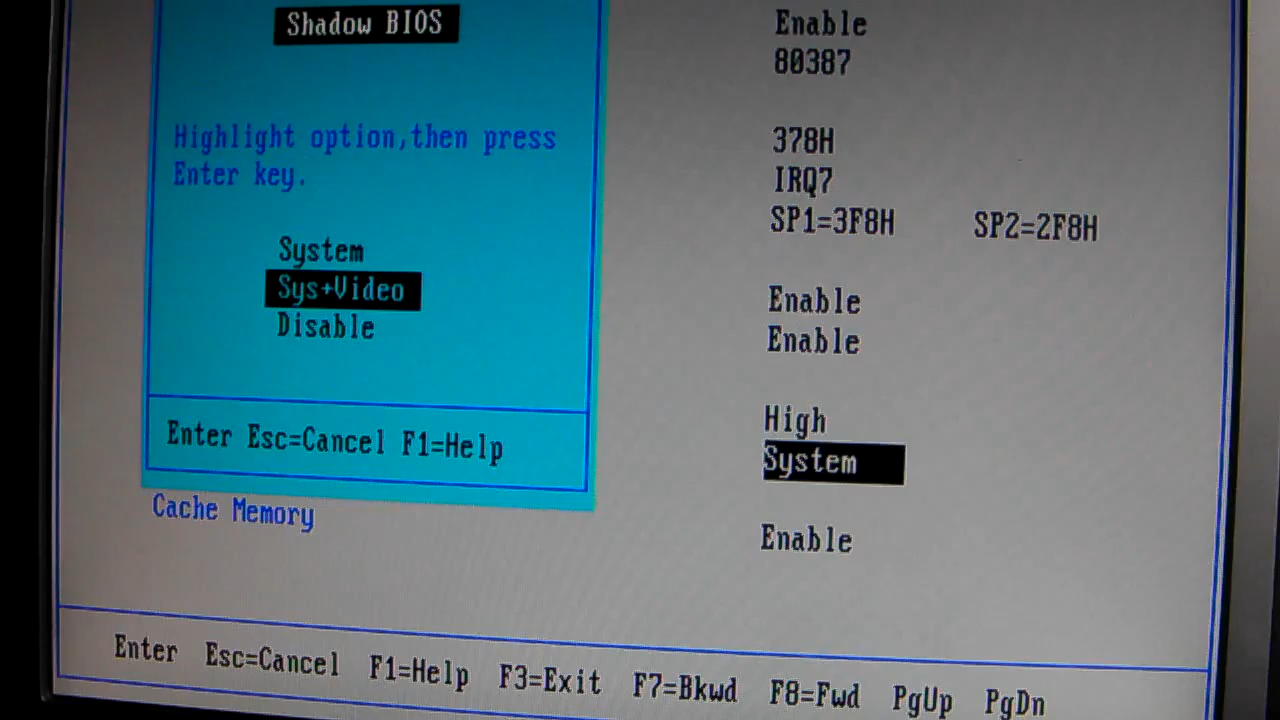 Shadow BIOS
Highlight option,then press
Enter key.
System
Sys+Video
Disable
Enter Esc=Cancel F1=Help
Cache Memory
Enable
80387
378H
IRQ7
SP1=3F8H SP2=2F8H
Enable
Enable
High
System
Enable
Enter Esc=Cancel F1=Help F3=Exit F7=Bkwd F8=Fwd PgUp PgDn